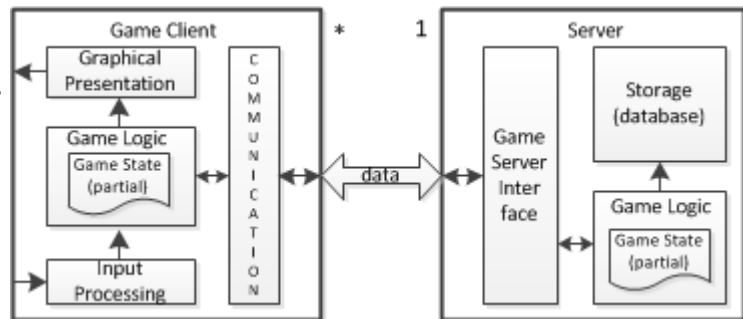 Game Client
*
1
Server
Graphical
Presentation
Game Logic
Game State
(partial)
Input
Processing
COMMUNICATION
data
Game
Server
Inter
face
Storage
(database)
Game Logic
Game State
(partial)